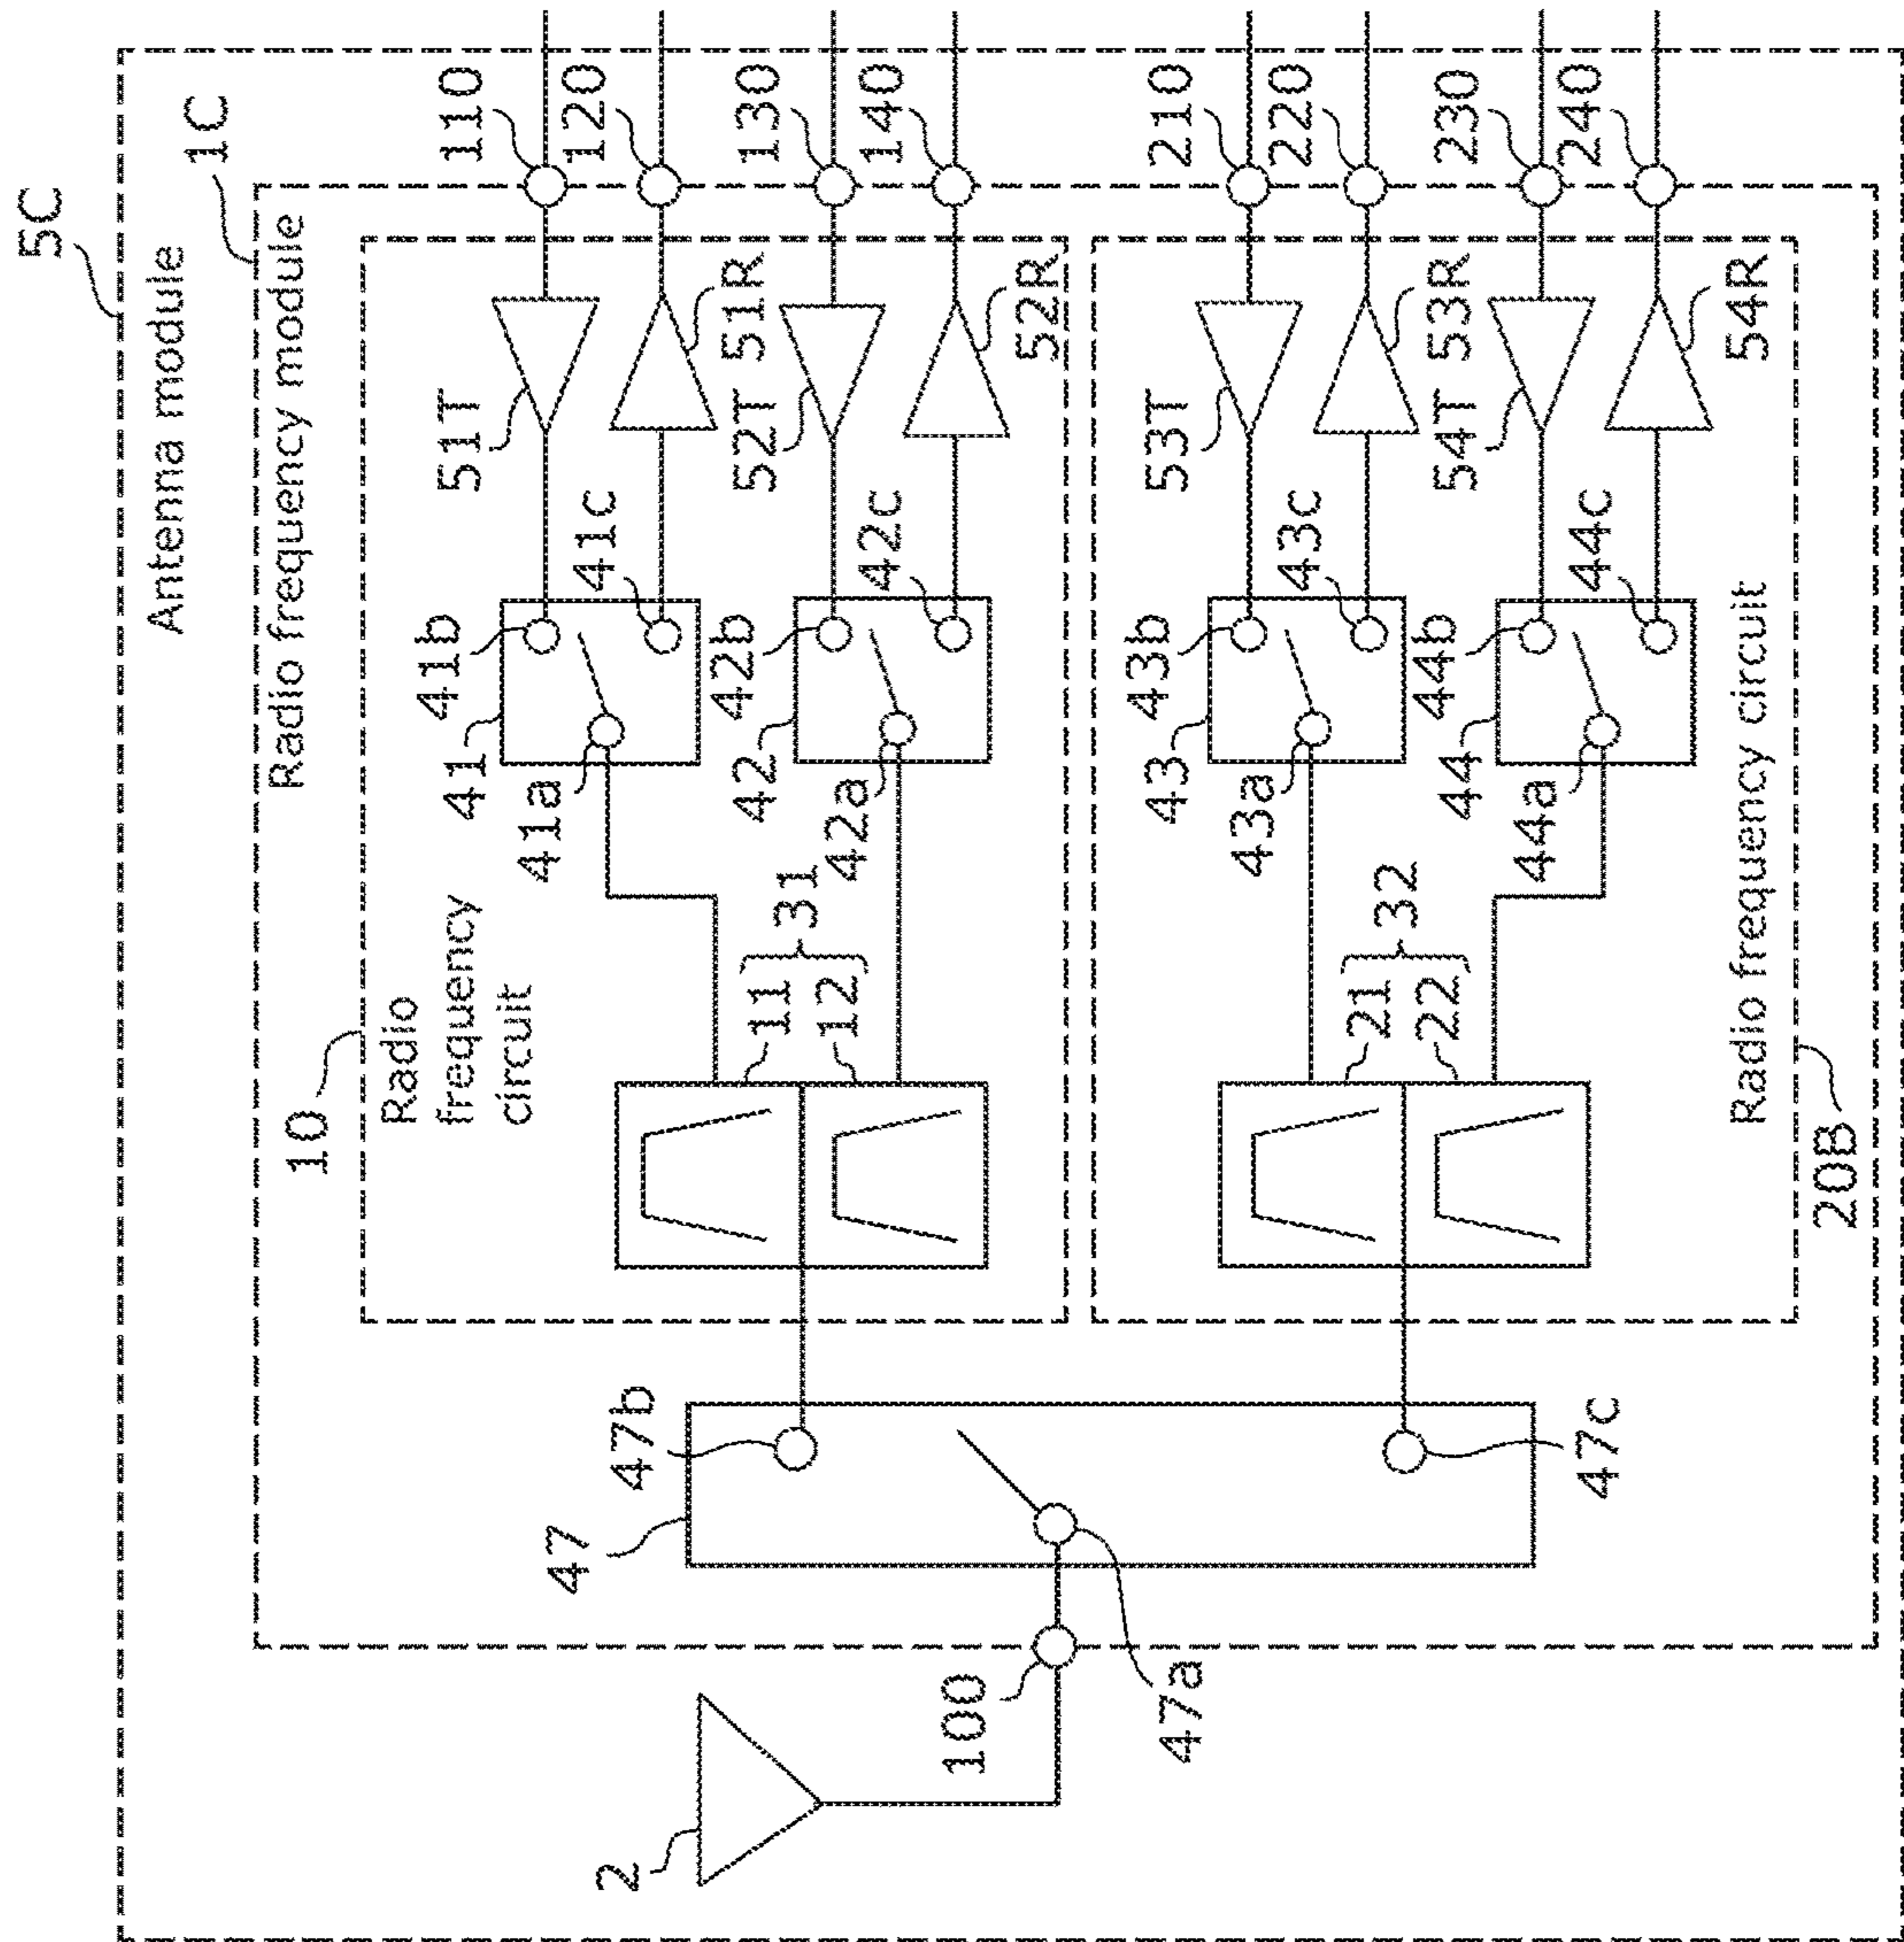 5C
Antenna module
1C
Radio frequency module
10
Radio
frequency
circuit
2
100
47
47a
47b
47c
11
12
31
21
22
32
41
41a
41b
41c
42
42a
42b
42c
43
43a
43b
43c
44
44a
44b
44c
51T
51R
52T
52R
53T
53R
54T
54R
110
120
130
140
210
220
230
240
Radio frequency circuit
20B